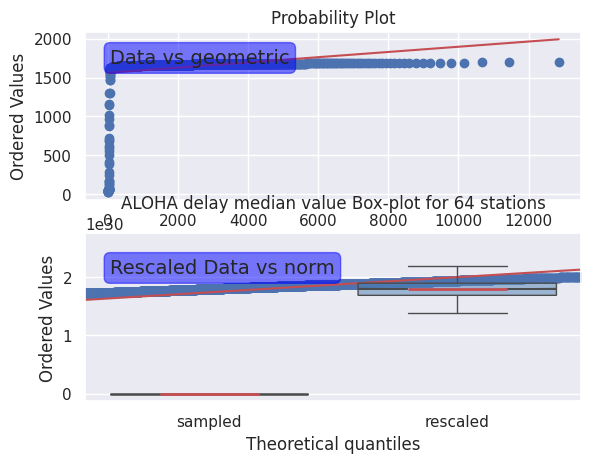 Probability Plot
Data vs geometric
Ordered Values
2000
1500
1000
500
0
0 2000 4000 6000 8000 10000 12000
ALOHA delay median value Box-plot for 64 stations
1e30
Rescaled Data vs norm
Ordered Values
2
1
0
sampled rescaled
Theoretical quantiles